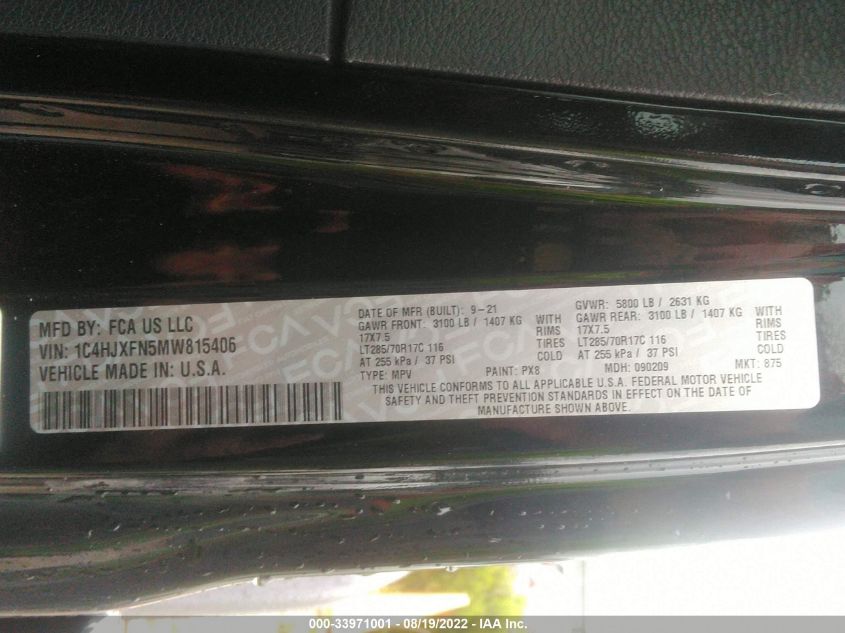 MFD BY: FCA US LLC
VIN: 1C4HJXFN5MW815406
VEHICLE MADE IN: U.S.A.
DATE OF MFR (BUILT): 9-21 GVWR: 5800 LB / 2631 KG
GAWR FRONT: 3100 LB / 1407 KG WITH GAWR REAR: 3100 LB / 1407 KG WITH
17X7.5 RIMS 17X7.5 RIMS
LT285/70R17C 116 TIRES LT285/70R17C 116 TIRES
AT 255 kPa / 37 PSI COLD AT 255 kPa / 37 PSI COLD
TYPE: MPV PAINT: PX8 MDH: 090209 MKT: 875
THIS VEHICLE CONFORMS TO ALL APPLICABLE U.S.A. FEDERAL MOTOR VEHICLE
SAFETY AND THEFT PREVENTION STANDARDS IN EFFECT ON THE DATE OF
MANUFACTURE SHOWN ABOVE.
000-33971001 - 08/19/2022 - IAA Inc.